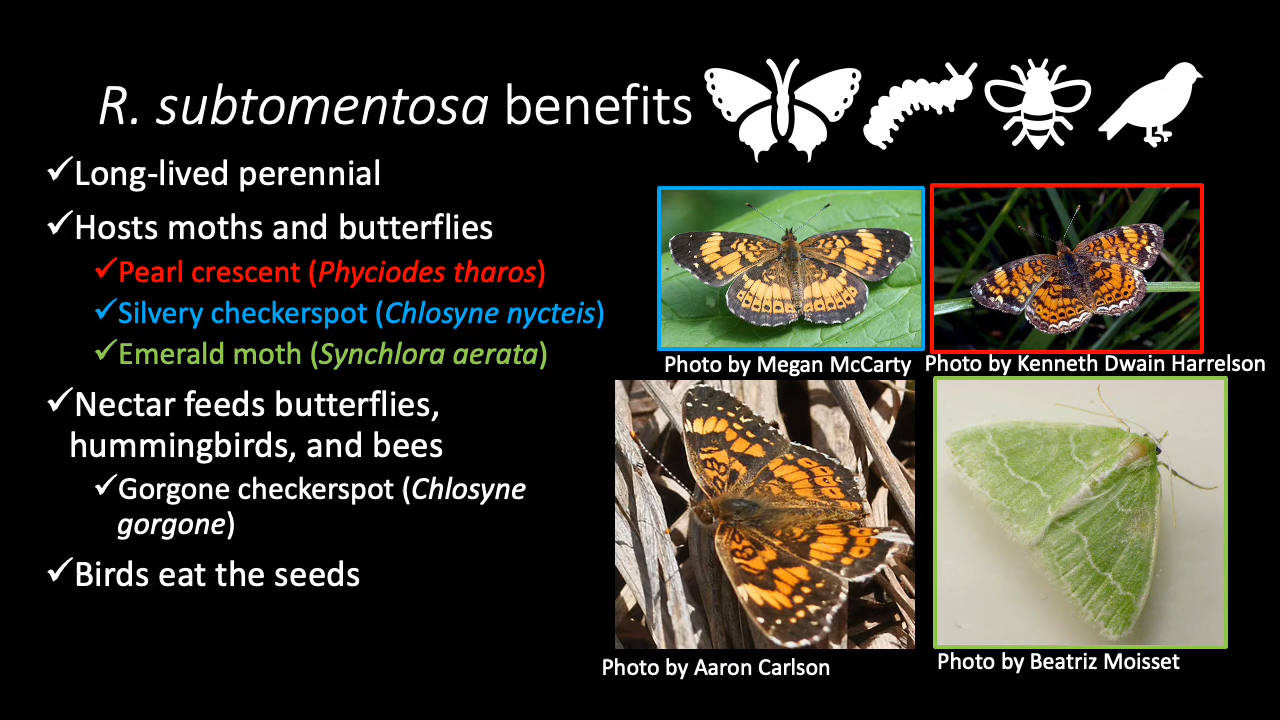 R. subtomentosa benefits
✓Long-lived perennial
✓Hosts moths and butterflies
✓Pearl crescent (Phyciodes tharos)
✓Silvery checkerspot (Chlosyne nycteis)
✓Emerald moth (Synchlora aerata)
✓Nectar feeds butterflies,
hummingbirds, and bees
✓Gorgone checkerspot (Chlosyne
gorgone)
✓Birds eat the seeds
Photo by Megan McCarty
Photo by Kenneth Dwain Harrelson
Photo by Aaron Carlson
Photo by Beatriz Moisset